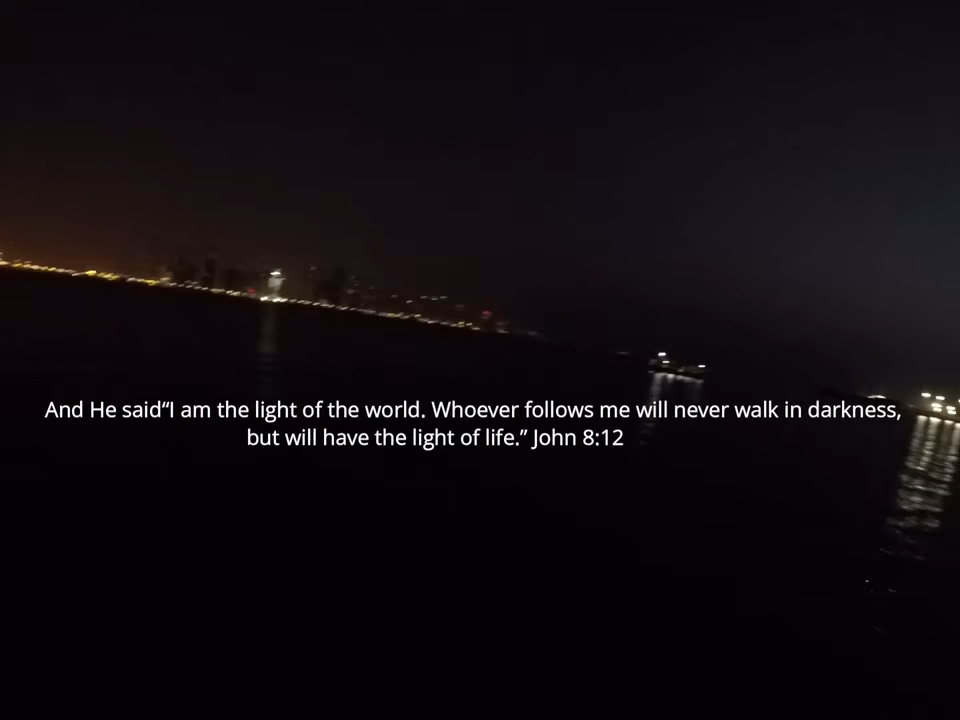 And He said“I am the light of the world. Whoever follows me will never walk in darkness,
but will have the light of life.” John 8:12